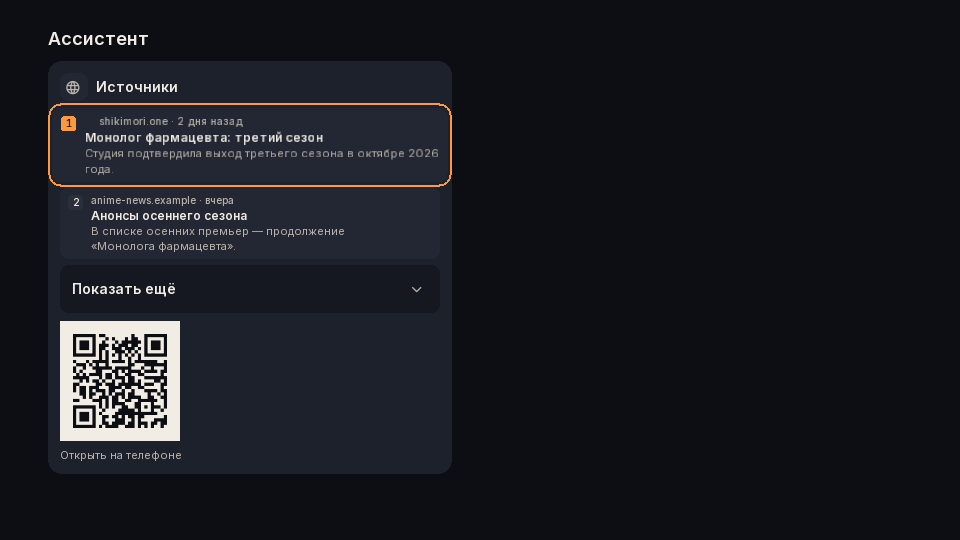 Ассистент
Источники
1
shikimori.one · 2 дня назад
Монолог фармацевта: третий сезон
Студия подтвердила выход третьего сезона в октябре 2026
года.
2
anime-news.example · вчера
Анонсы осеннего сезона
В списке осенних премьер — продолжение
«Монолога фармацевта».
Показать ещё
Открыть на телефоне